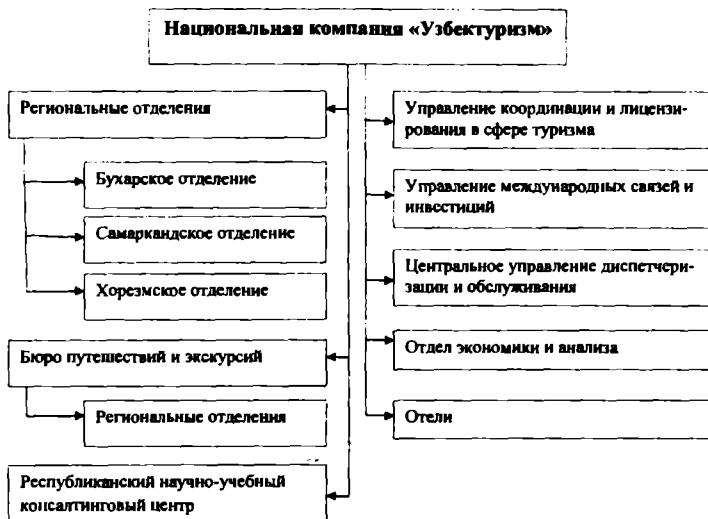 Национальная компания «Узбектуризм»
Региональные отделения
Бухарское отделение
Самаркандское отделение
Хорезмское отделение
Бюро путешествий и экскурсий
Региональные отделения
Республиканский научно-учебный
консалтинговый центр
Управление координации и лицензи-
рования в сфере туризма
Управление международных связей и
инвестиций
Центральное управление диспетчери-
зации и обслуживания
Отдел экономики и анализа
Отели